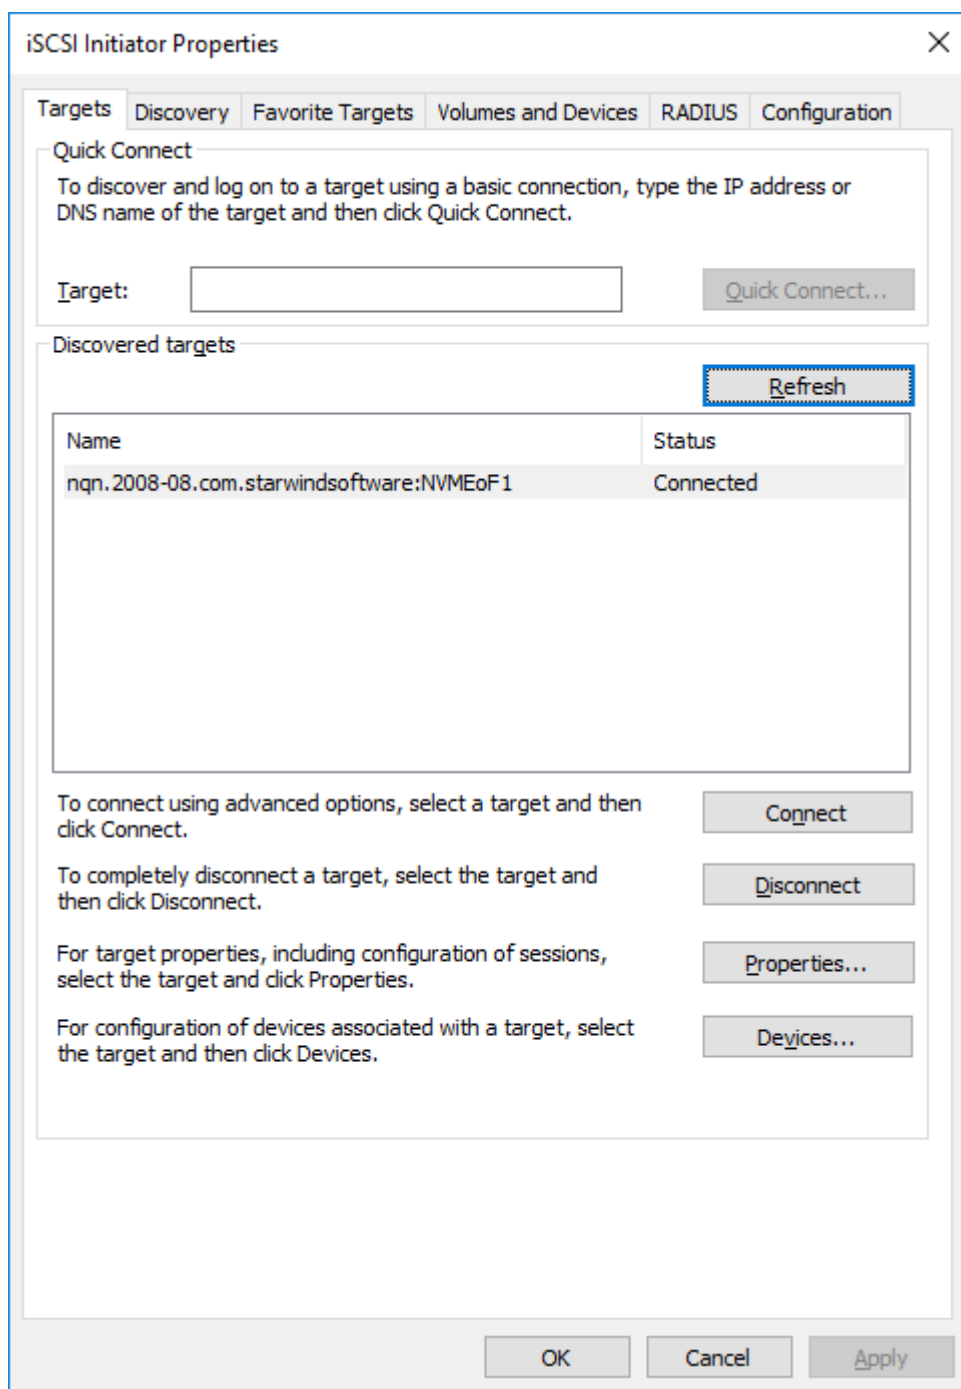 iSCSI Initiator Properties
Targets Discovery Favorite Targets Volumes and Devices RADIUS Configuration
Quick Connect
To discover and log on to a target using a basic connection, type the IP address or
DNS name of the target and then click Quick Connect.
Target: Quick Connect...
Discovered targets
Refresh
Name Status
nqn.2008-08.com.starwindsoftware:NVMEoF1 Connected
To connect using advanced options, select a target and then
click Connect.
Connect
To completely disconnect a target, select the target and
then click Disconnect.
Disconnect
For target properties, including configuration of sessions,
select the target and click Properties.
Properties...
For configuration of devices associated with a target, select
the target and then click Devices.
Devices...
OK Cancel Apply